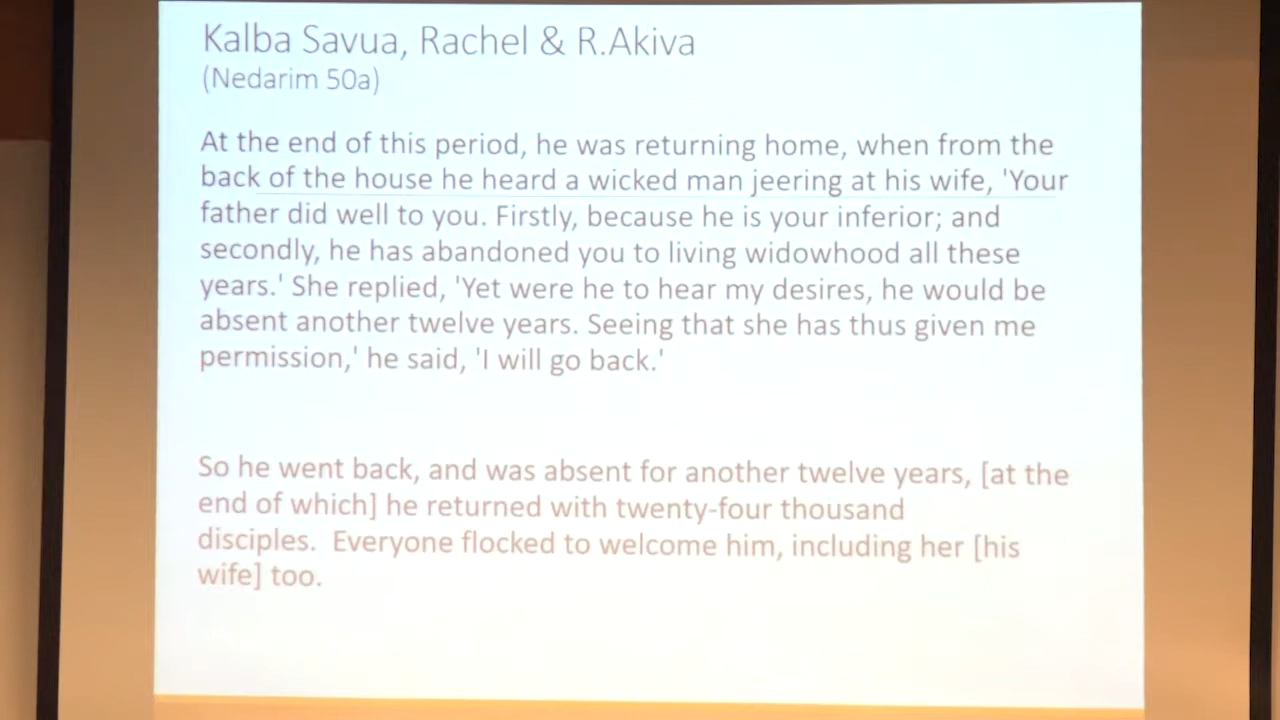 Kalba Savua, Rachel & R.Akiva
(Nedarim 50a)
At the end of this period, he was returning home, when from the
back of the house he heard a wicked man jeering at his wife, 'Your
father did well to you. Firstly, because he is your inferior; and
secondly, he has abandoned you to living widowhood all these
years.' She replied, 'Yet were he to hear my desires, he would be
absent another twelve years. Seeing that she has thus given me
permission,' he said, 'I will go back.'
So he went back, and was absent for another twelve years, [at the
end of which] he returned with twenty-four thousand
disciples.  Everyone flocked to welcome him, including her [his
wife] too.